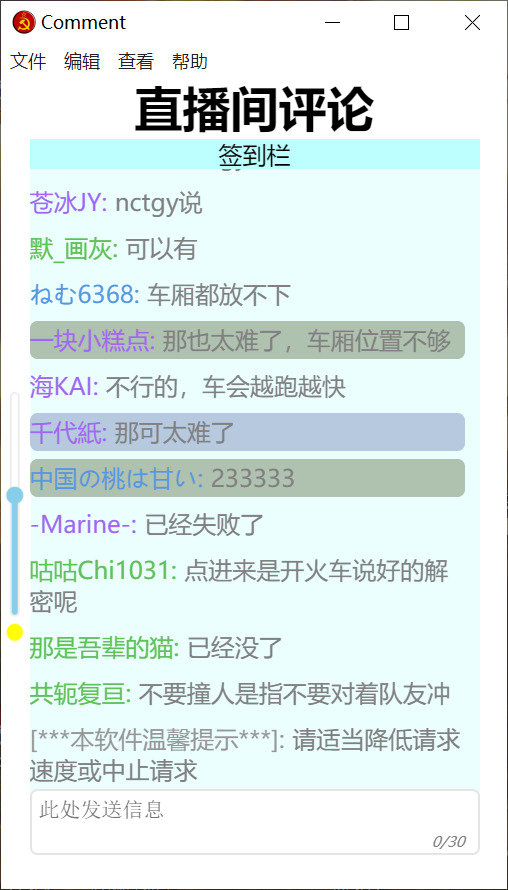 Comment
文件 编辑 查看 帮助
直播间评论
签到栏
苍冰JY: nctgy说
默_画灰: 可以有
ねむ6368: 车厢都放不下
一块小糕点: 那也太难了，车厢位置不够
海KAI: 不行的，车会越跑越快
千代紙: 那可太难了
中国の桃は甘い: 233333
-Marine-: 已经失败了
咕咕Chi1031: 点进来是开火车说好的解
密呢
那是吾辈的猫: 已经没了
共轭复亘: 不要撞人是指不要对着队友冲
[***本软件温馨提示***]: 请适当降低请求
速度或中止请求
此处发送信息
0/30